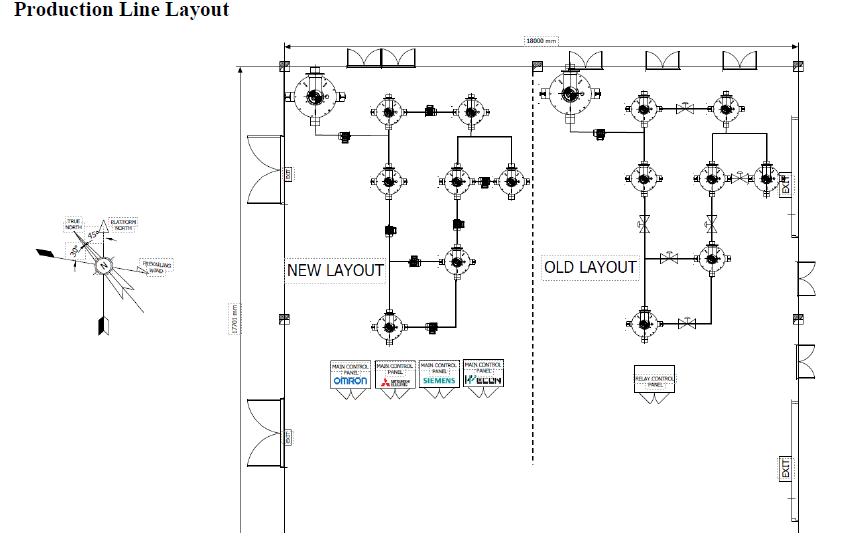 Production Line Layout
18000 mm
EXIT
EXIT
TRUE
NORTH
PLATFORM
NORTH
45°
30°
N
PREVAILING
WIND
NEW LAYOUT
OLD LAYOUT
17701 mm
MAIN CONTROL
PANEL
OMRON
MAIN CONTROL
PANEL
MITSUBISHI
ELECTRIC
MAIN CONTROL
PANEL
SIEMENS
MAIN CONTROL
PANEL
WECON
RELAY CONTROL
PANEL
EXIT
EXIT